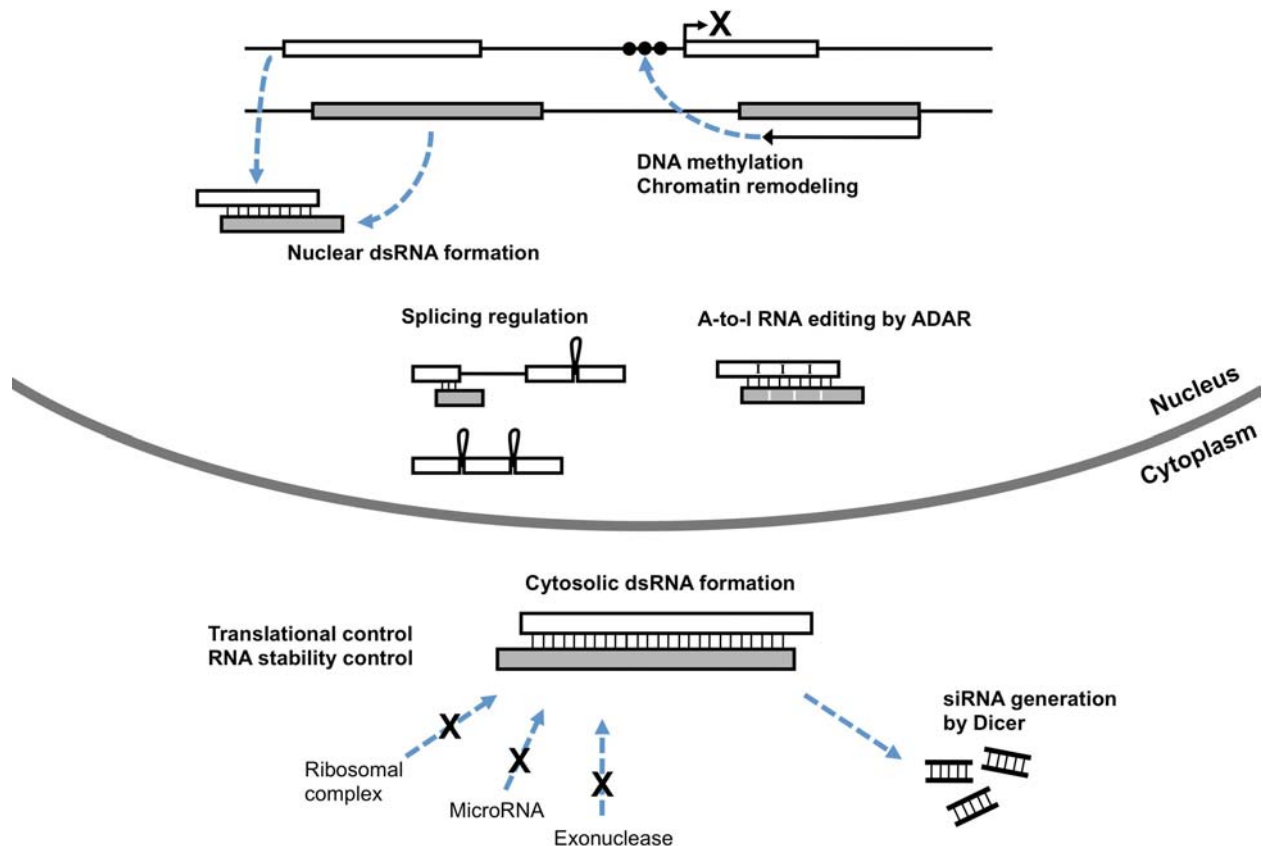 X
DNA methylation
Chromatin remodeling
Nuclear dsRNA formation
Splicing regulation
A-to-I RNA editing by ADAR
Nucleus
Cytoplasm
Cytosolic dsRNA formation
Translational control
RNA stability control
siRNA generation
by Dicer
X
X
X
Ribosomal
complex
MicroRNA
Exonuclease